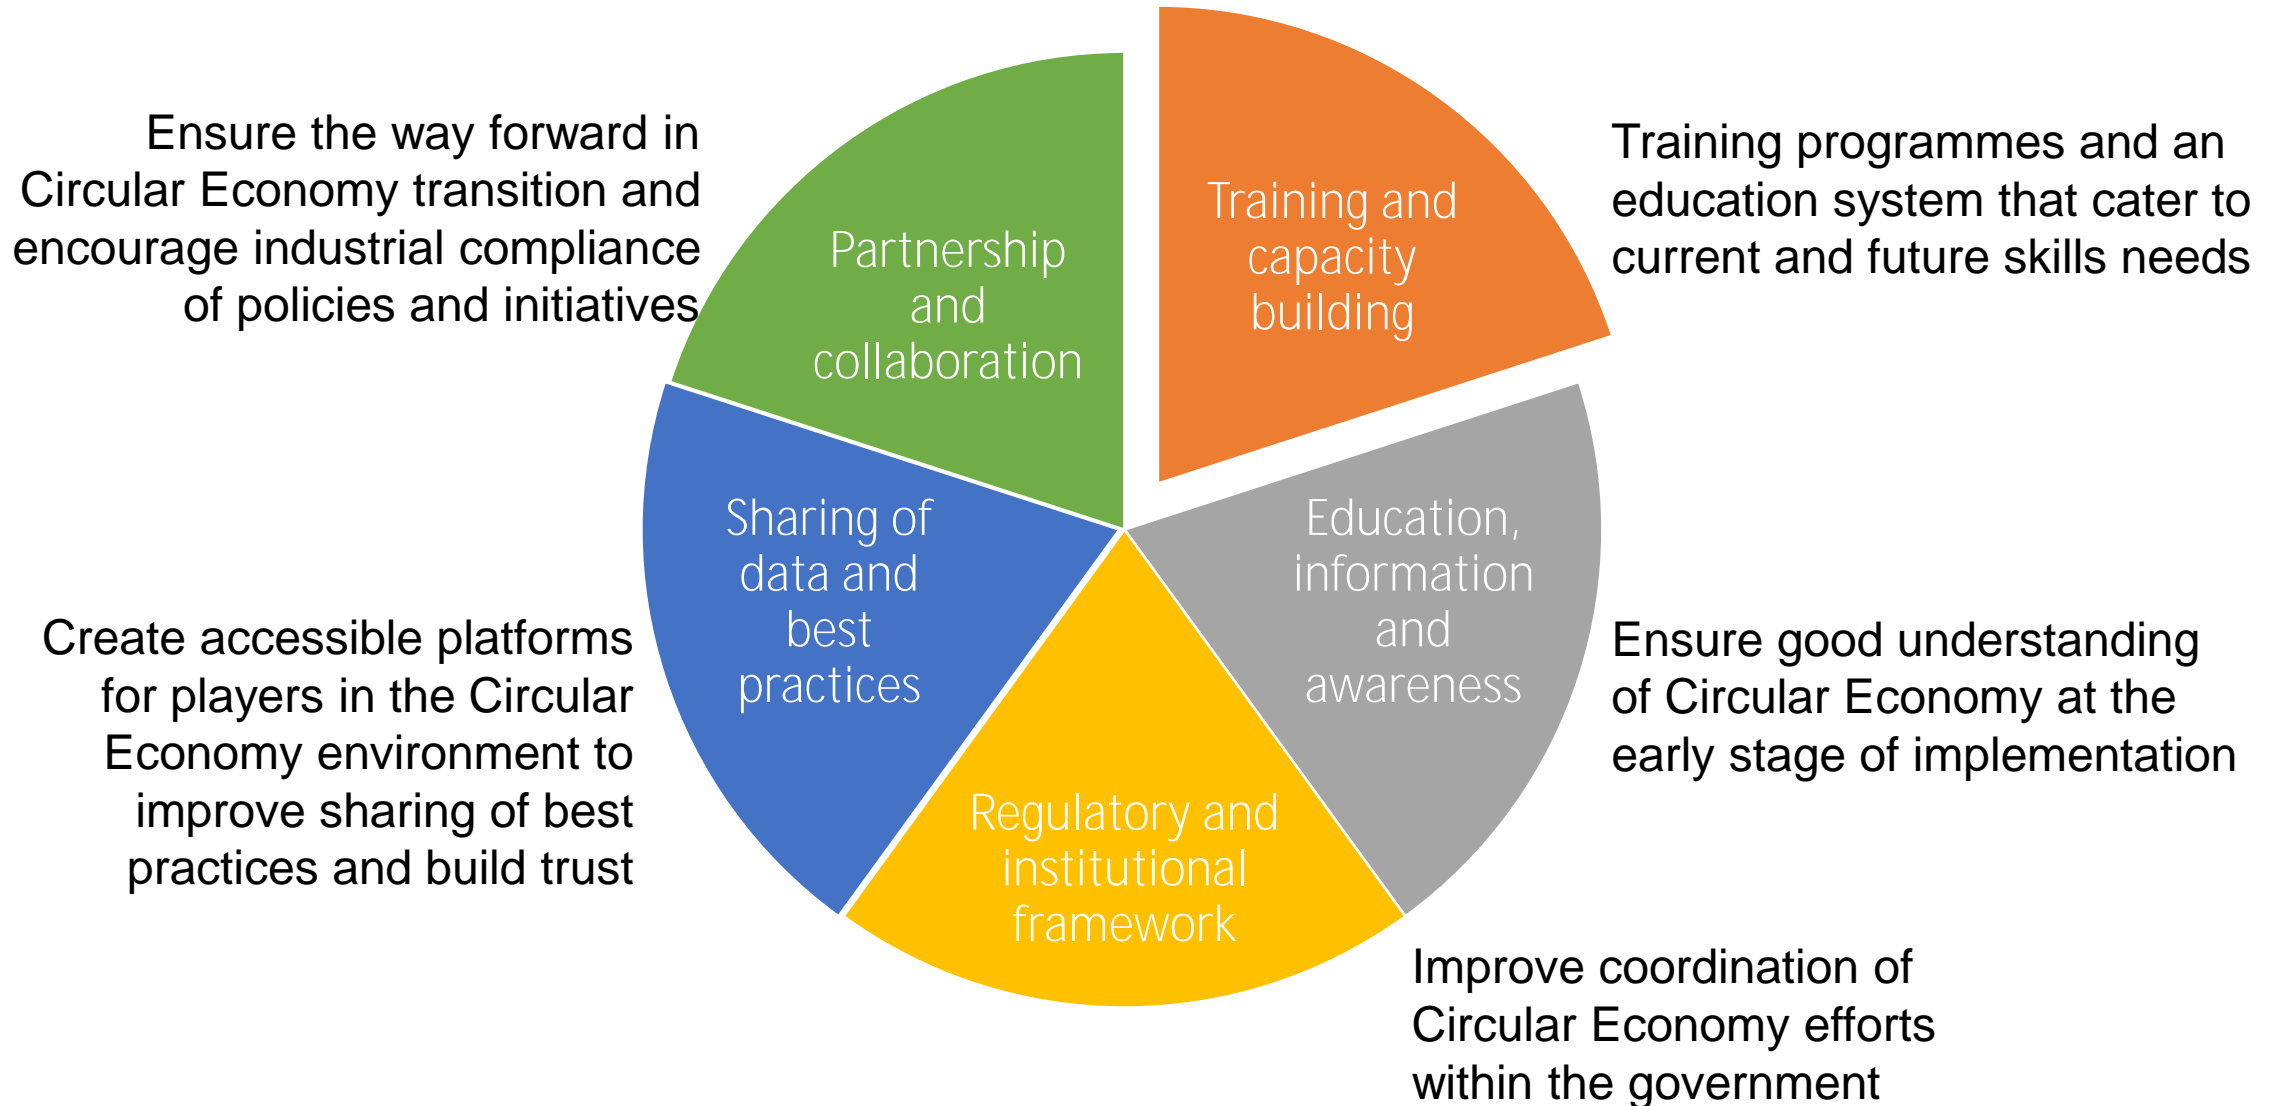 Ensure the way forward in
Circular Economy transition and
encourage industrial compliance
of policies and initiatives
Partnership
and
collaboration
Training and
capacity
building
Training programmes and an
education system that cater to
current and future skills needs
Sharing of
data and
best
practices
Create accessible platforms
for players in the Circular
Economy environment to
improve sharing of best
practices and build trust
Education,
information
and
awareness
Ensure good understanding
of Circular Economy at the
early stage of implementation
Regulatory and
institutional
framework
Improve coordination of
Circular Economy efforts
within the government